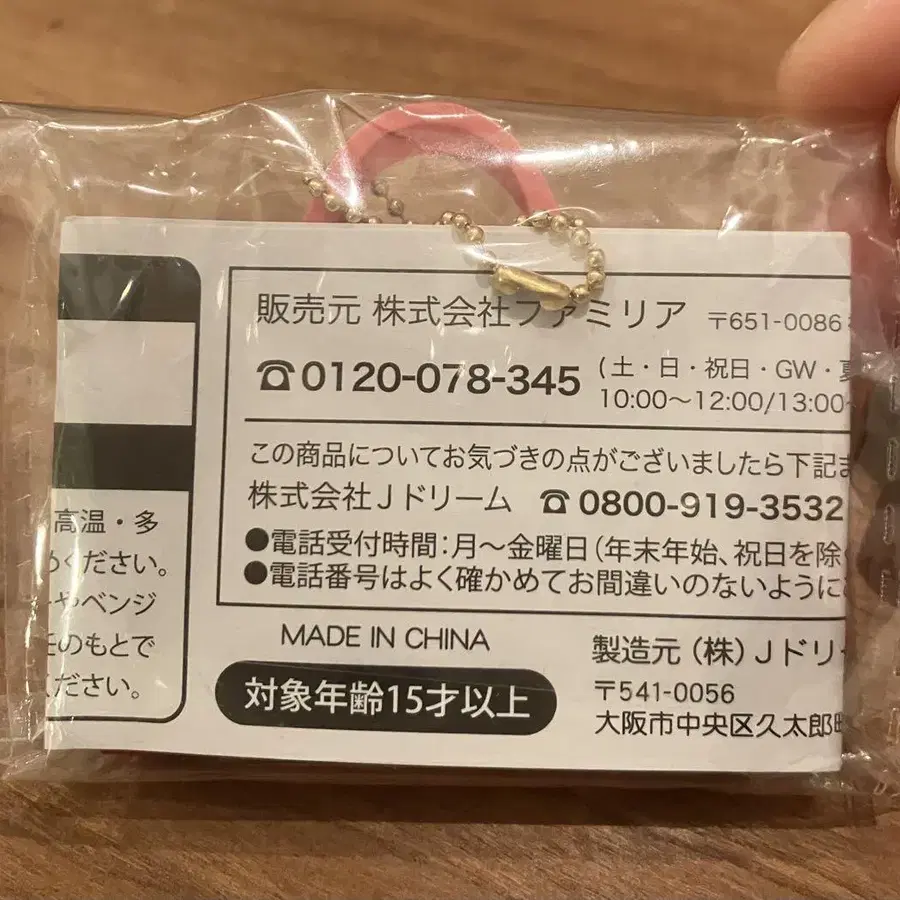 高温・多
ください。
やベンジ
のもとで
ださい。
販売元 株式会社ファミリア 〒651-0086
☎0120-078-345 (土・日・祝日・GW・夏
10:00〜12:00/13:00
この商品についてお気づきの点がございましたら下記ま
株式会社Jドリーム ☎0800-919-3532
●電話受付時間：月〜金曜日(年末年始、祝日を除く
●電話番号はよく確かめてお間違いのないように
MADE IN CHINA
対象年齢15才以上
製造元 (株) Jドリ
〒541-0056
大阪市中央区久太郎